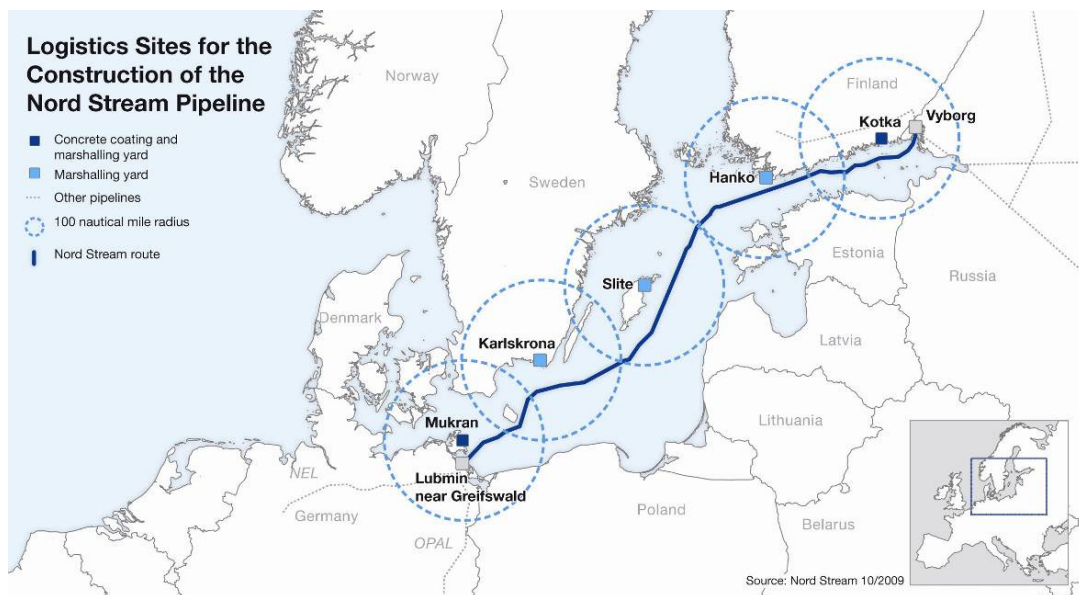 Logistics Sites for the
Construction of the
Nord Stream Pipeline
Concrete coating and
marshalling yard
Marshalling yard
Other pipelines
100 nautical mile radius
Nord Stream route
Norway
Finland
Kotka
Vyborg
Hanko
Sweden
Estonia
Russia
Slite
Denmark
Karlskrona
Latvia
Mukran
Lithuania
NEL
Lubmin
near Greifswald
Germany
Poland
Belarus
OPAL
Source: Nord Stream 10/2009